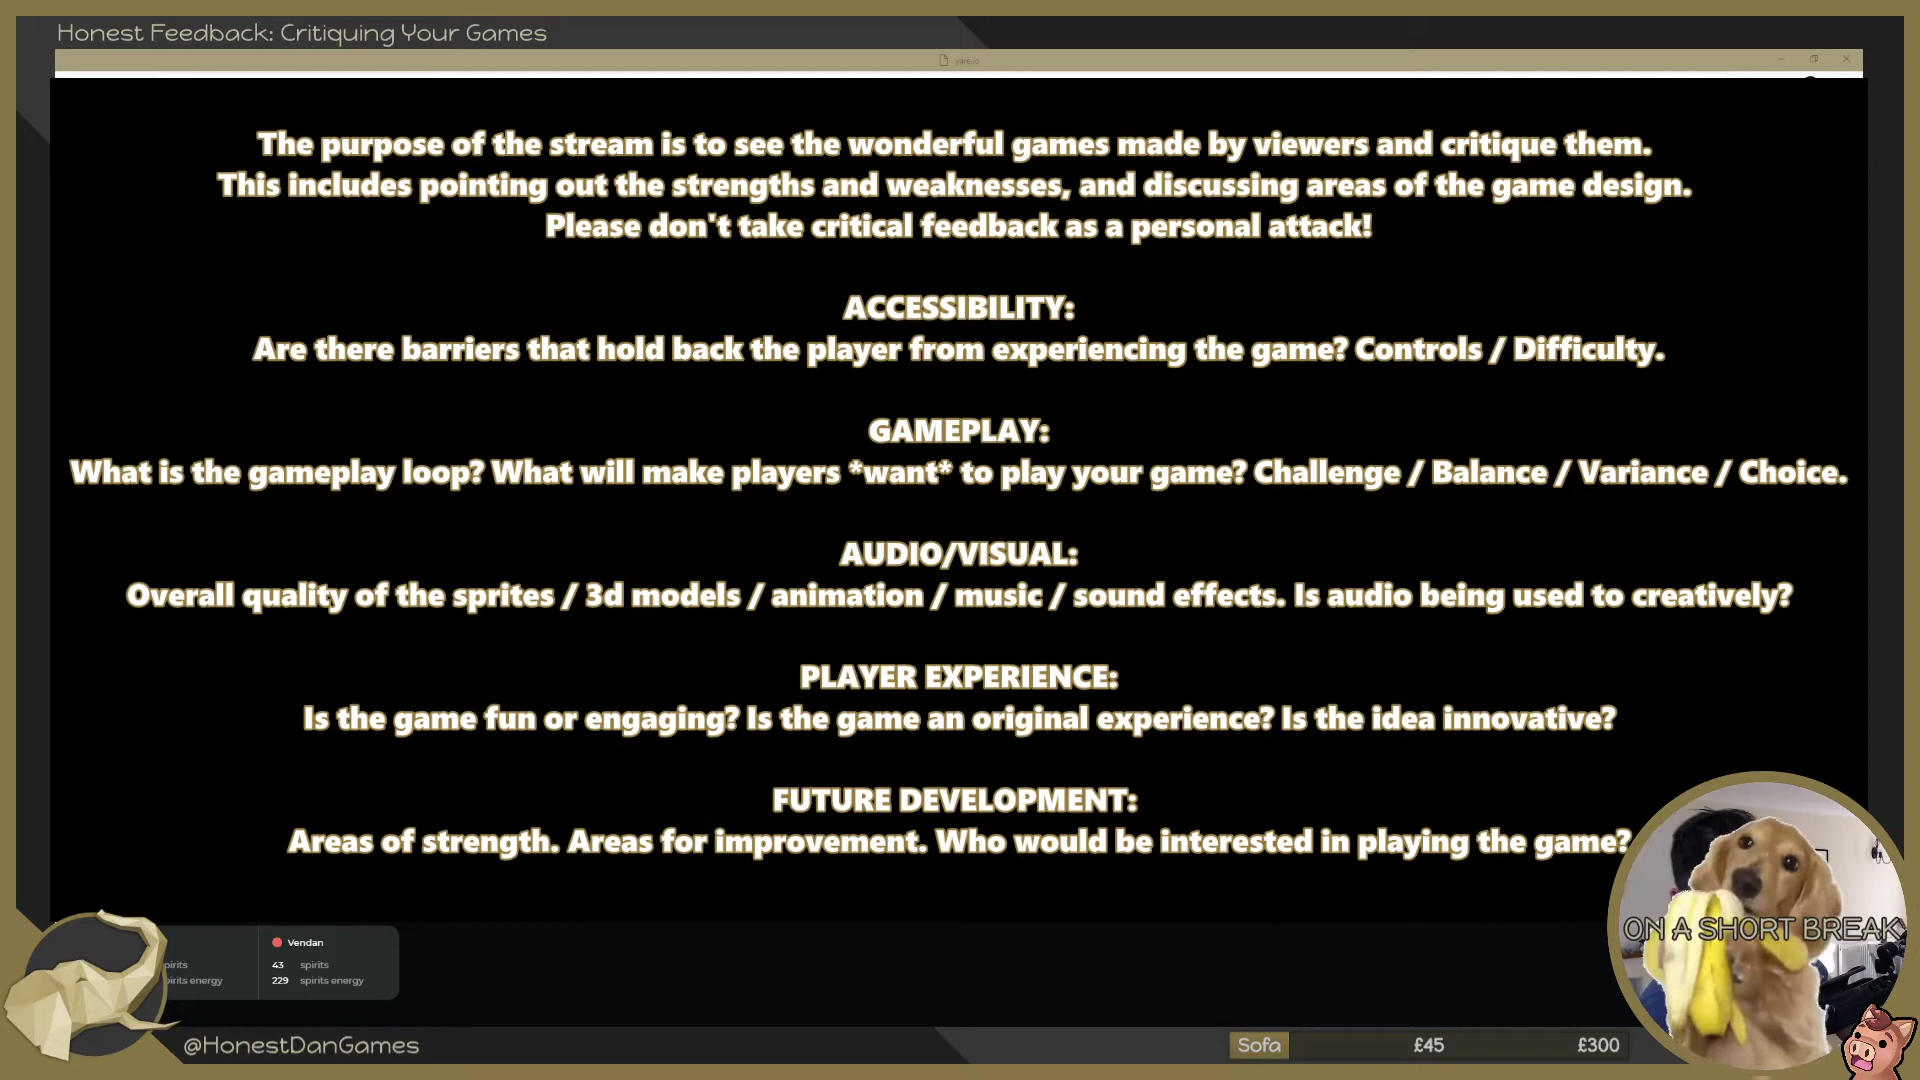 Honest Feedback: Critiquing Your Games
yare.io
The purpose of the stream is to see the wonderful games made by viewers and critique them.
This includes pointing out the strengths and weaknesses, and discussing areas of the game design.
Please don't take critical feedback as a personal attack!
ACCESSIBILITY:
Are there barriers that hold back the player from experiencing the game? Controls / Difficulty.
GAMEPLAY:
What is the gameplay loop? What will make players *want* to play your game? Challenge / Balance / Variance / Choice.
AUDIO/VISUAL:
Overall quality of the sprites / 3d models / animation / music / sound effects. Is audio being used to creatively?
PLAYER EXPERIENCE:
Is the game fun or engaging? Is the game an original experience? Is the idea innovative?
FUTURE DEVELOPMENT:
Areas of strength. Areas for improvement. Who would be interested in playing the game?
ON A SHORT BREAK
Vendan
pirits 43 spirits
pirits energy 229 spirits energy
@HonestDanGames
Sofa £45 £300